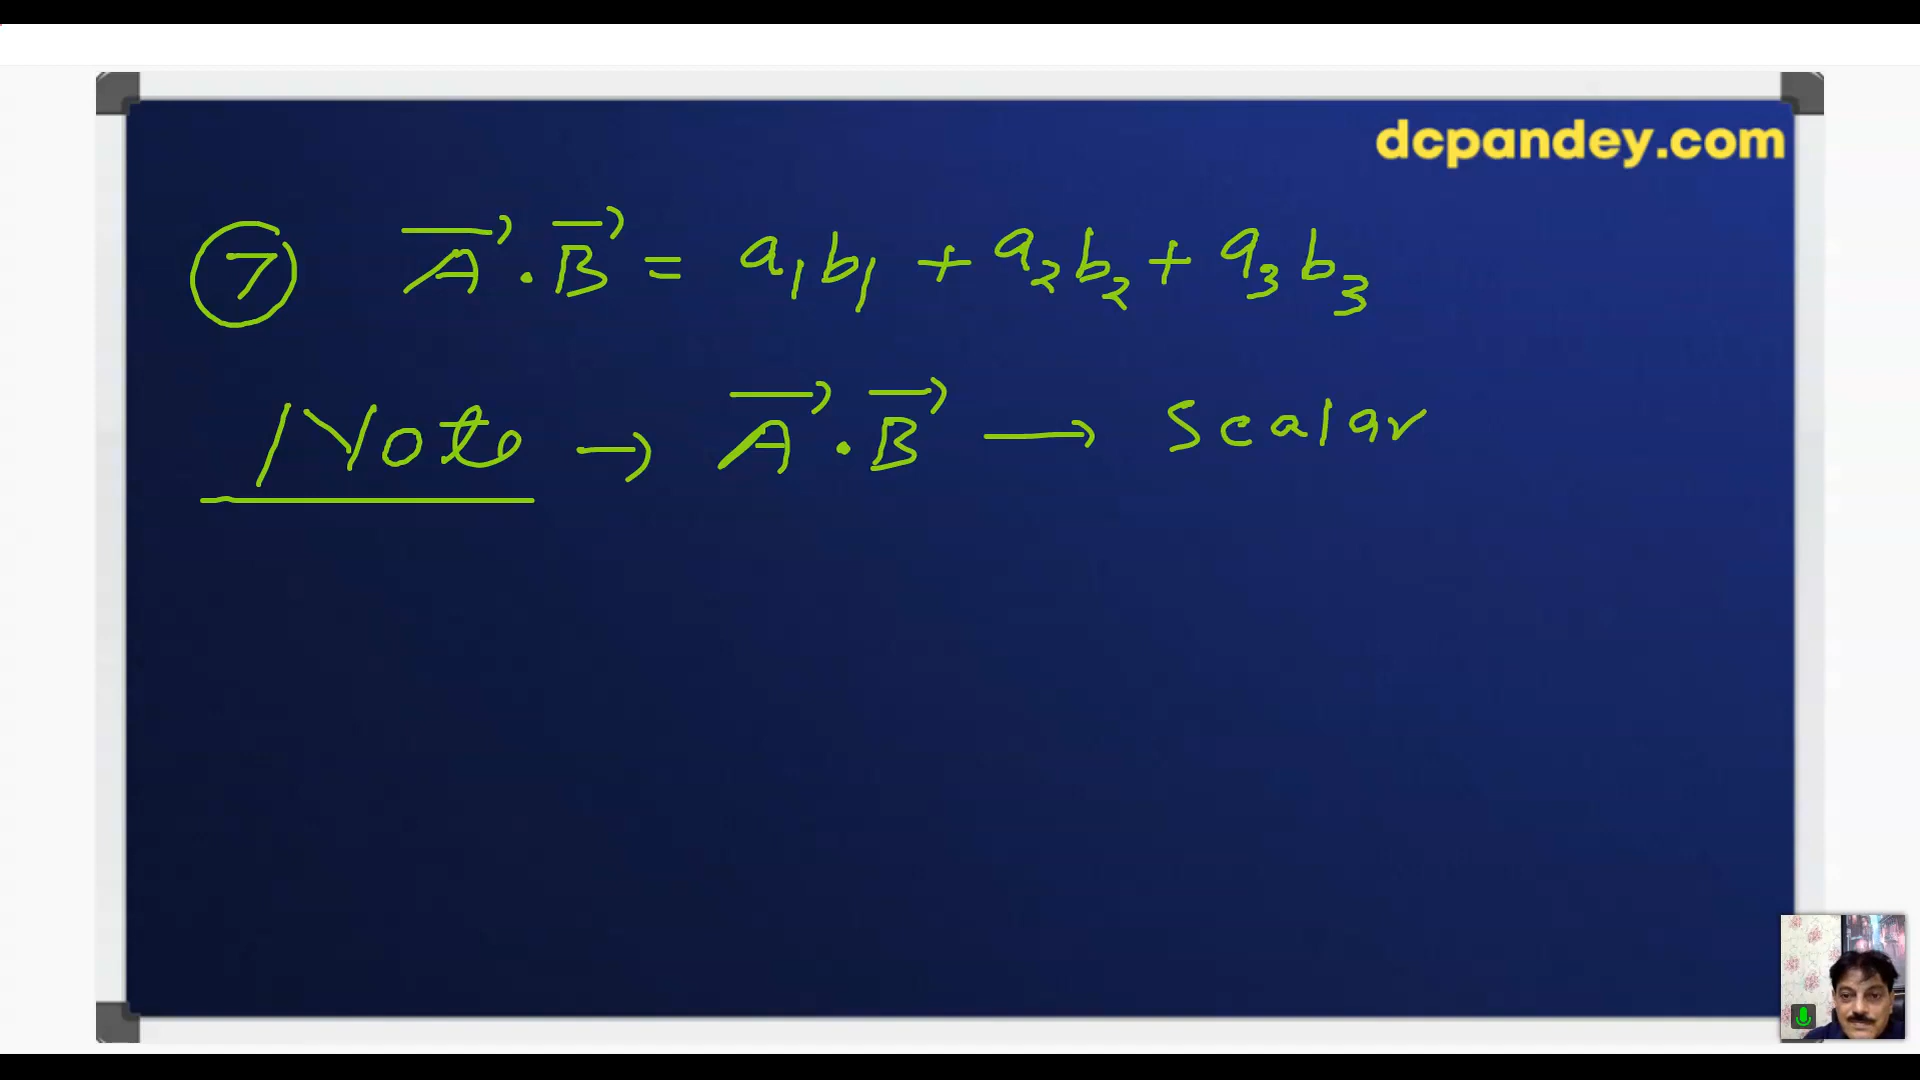 dcpandey.com
⑦ A⃗ . B⃗ = a₁b₁ + a₂b₂ + a₃b₃
Note → A⃗ . B⃗ → Scalar